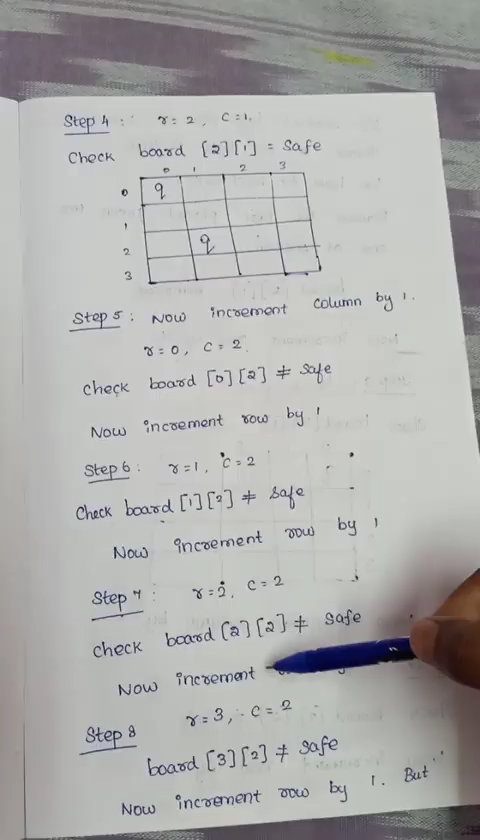 Step 4 : r = 2, c = 1.
Check board [2][1] = Safe
0 1 2 3
0 q
1
2 q
3
Step 5 : Now increment column by 1.
r = 0, c = 2.
check board [0][2] ≠ Safe
Now increment row by 1
Step 6 : r = 1, c = 2
Check board [1][2] ≠ Safe
Now increment row by 1
Step 7 : r = 2, c = 2
check board [2][2] ≠ Safe
Now increment
Step 8 r = 3, c = 2
board [3][2] ≠ Safe
Now increment row by 1. But